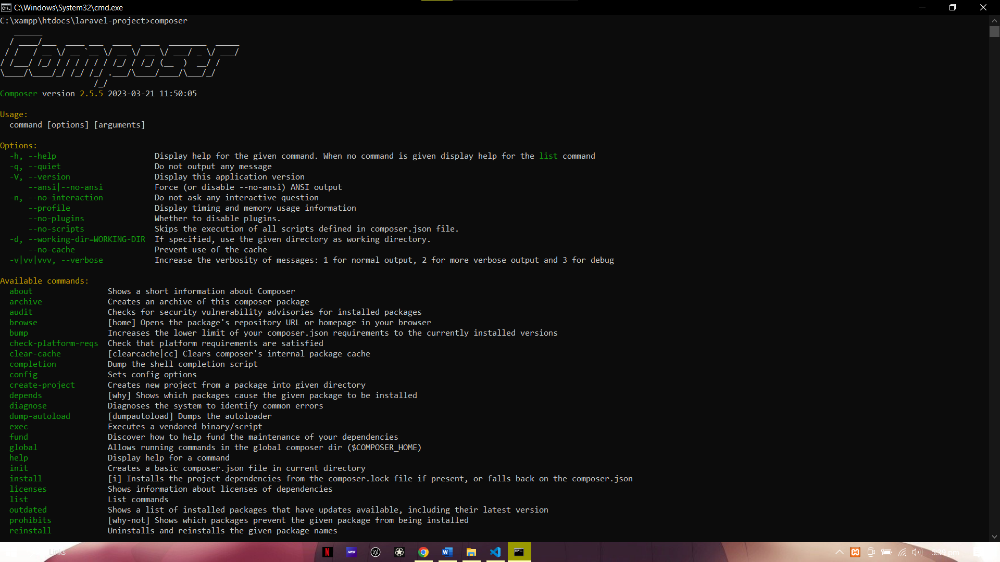 C:\Windows\System32\cmd.exe
C:\xampp\htdocs\laravel-project>composer
   ______
  / ____/___  ____ ___  ____  ____  ________  _____
 / /   / __ \/ __ `__ \/ __ \/ __ \/ ___/ _ \/ ___/
/ /___/ /_/ / / / / / / /_/ / /_/ (__  )  __/ /
\____/\____/_/ /_/ /_/ .___/\____/____/\___/_/
                    /_/
Composer version 2.5.5 2023-03-21 11:50:05
Usage:
command [options] [arguments]
Options:
-h, --help Display help for the given command. When no command is given display help for the list command
-q, --quiet Do not output any message
-V, --version Display this application version
--ansi|--no-ansi Force (or disable --no-ansi) ANSI output
-n, --no-interaction Do not ask any interactive question
--profile Display timing and memory usage information
--no-plugins Whether to disable plugins.
--no-scripts Skips the execution of all scripts defined in composer.json file.
-d, --working-dir=WORKING-DIR If specified, use the given directory as working directory.
--no-cache Prevent use of the cache
-v|vv|vvv, --verbose Increase the verbosity of messages: 1 for normal output, 2 for more verbose output and 3 for debug
Available commands:
about Shows a short information about Composer
archive Creates an archive of this composer package
audit Checks for security vulnerability advisories for installed packages
browse [home] Opens the package's repository URL or homepage in your browser
bump Increases the lower limit of your composer.json requirements to the currently installed versions
check-platform-reqs Check that platform requirements are satisfied
clear-cache [clearcache|cc] Clears composer's internal package cache
completion Dump the shell completion script
config Sets config options
create-project Creates new project from a package into given directory
depends [why] Shows which packages cause the given package to be installed
diagnose Diagnoses the system to identify common errors
dump-autoload [dumpautoload] Dumps the autoloader
exec Executes a vendored binary/script
fund Discover how to help fund the maintenance of your dependencies
global Allows running commands in the global composer dir ($COMPOSER_HOME)
help Display help for a command
init Creates a basic composer.json file in current directory
install [i] Installs the project dependencies from the composer.lock file if present, or falls back on the composer.json
licenses Shows information about licenses of dependencies
list List commands
outdated Shows a list of installed packages that have updates available, including their latest version
prohibits [why-not] Shows which packages prevent the given package from being installed
reinstall Uninstalls and reinstalls the given package names
Links 5:39 pm